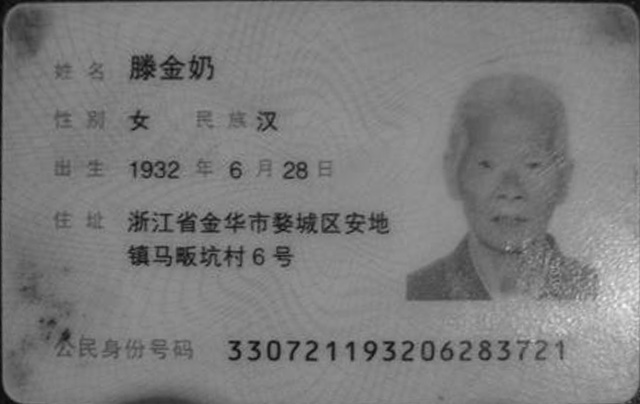 姓名 滕金奶
性别 女 民族 汉
出生 1932 年 6 月 28 日
住址 浙江省金华市婺城区安地
镇马畈坑村6号
公民身份号码 330721193206283721